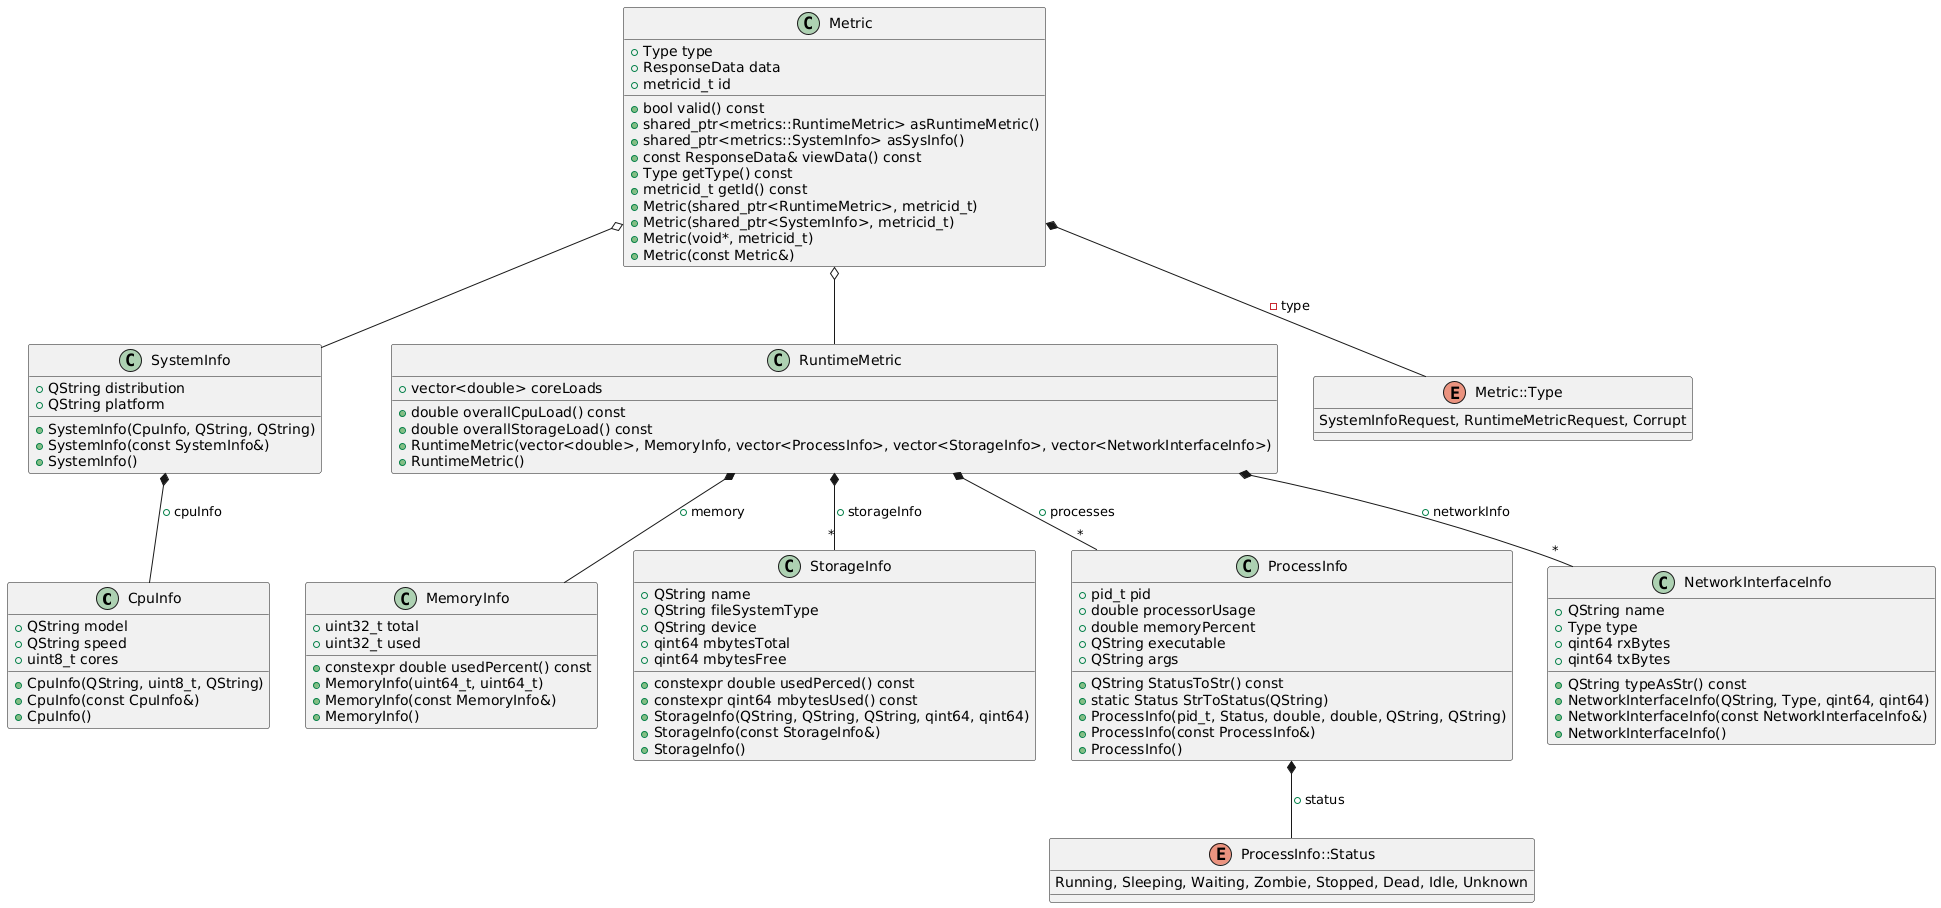 C Metric
Type type
ResponseData data
metricid_t id
bool valid() const
shared_ptr<metrics::RuntimeMetric> asRuntimeMetric()
shared_ptr<metrics::SystemInfo> asSysInfo()
const ResponseData& viewData() const
Type getType() const
metricid_t getId() const
Metric(shared_ptr<RuntimeMetric>, metricid_t)
Metric(shared_ptr<SystemInfo>, metricid_t)
Metric(void*, metricid_t)
Metric(const Metric&)
type
C SystemInfo
QString distribution
QString platform
SystemInfo(CpuInfo, QString, QString)
SystemInfo(const SystemInfo&)
SystemInfo()
C RuntimeMetric
vector<double> coreLoads
double overallCpuLoad() const
double overallStorageLoad() const
RuntimeMetric(vector<double>, MemoryInfo, vector<ProcessInfo>, vector<StorageInfo>, vector<NetworkInterfaceInfo>)
RuntimeMetric()
E Metric::Type
SystemInfoRequest, RuntimeMetricRequest, Corrupt
cpuInfo
memory
storageInfo
*
processes
*
networkInfo
*
C CpuInfo
QString model
QString speed
uint8_t cores
CpuInfo(QString, uint8_t, QString)
CpuInfo(const CpuInfo&)
CpuInfo()
C MemoryInfo
uint32_t total
uint32_t used
constexpr double usedPercent() const
MemoryInfo(uint64_t, uint64_t)
MemoryInfo(const MemoryInfo&)
MemoryInfo()
C StorageInfo
QString name
QString fileSystemType
QString device
qint64 mbytesTotal
qint64 mbytesFree
constexpr double usedPerced() const
constexpr qint64 mbytesUsed() const
StorageInfo(QString, QString, QString, qint64, qint64)
StorageInfo(const StorageInfo&)
StorageInfo()
C ProcessInfo
pid_t pid
double processorUsage
double memoryPercent
QString executable
QString args
QString StatusToStr() const
static Status StrToStatus(QString)
ProcessInfo(pid_t, Status, double, double, QString, QString)
ProcessInfo(const ProcessInfo&)
ProcessInfo()
C NetworkInterfaceInfo
QString name
Type type
qint64 rxBytes
qint64 txBytes
QString typeAsStr() const
NetworkInterfaceInfo(QString, Type, qint64, qint64)
NetworkInterfaceInfo(const NetworkInterfaceInfo&)
NetworkInterfaceInfo()
status
E ProcessInfo::Status
Running, Sleeping, Waiting, Zombie, Stopped, Dead, Idle, Unknown